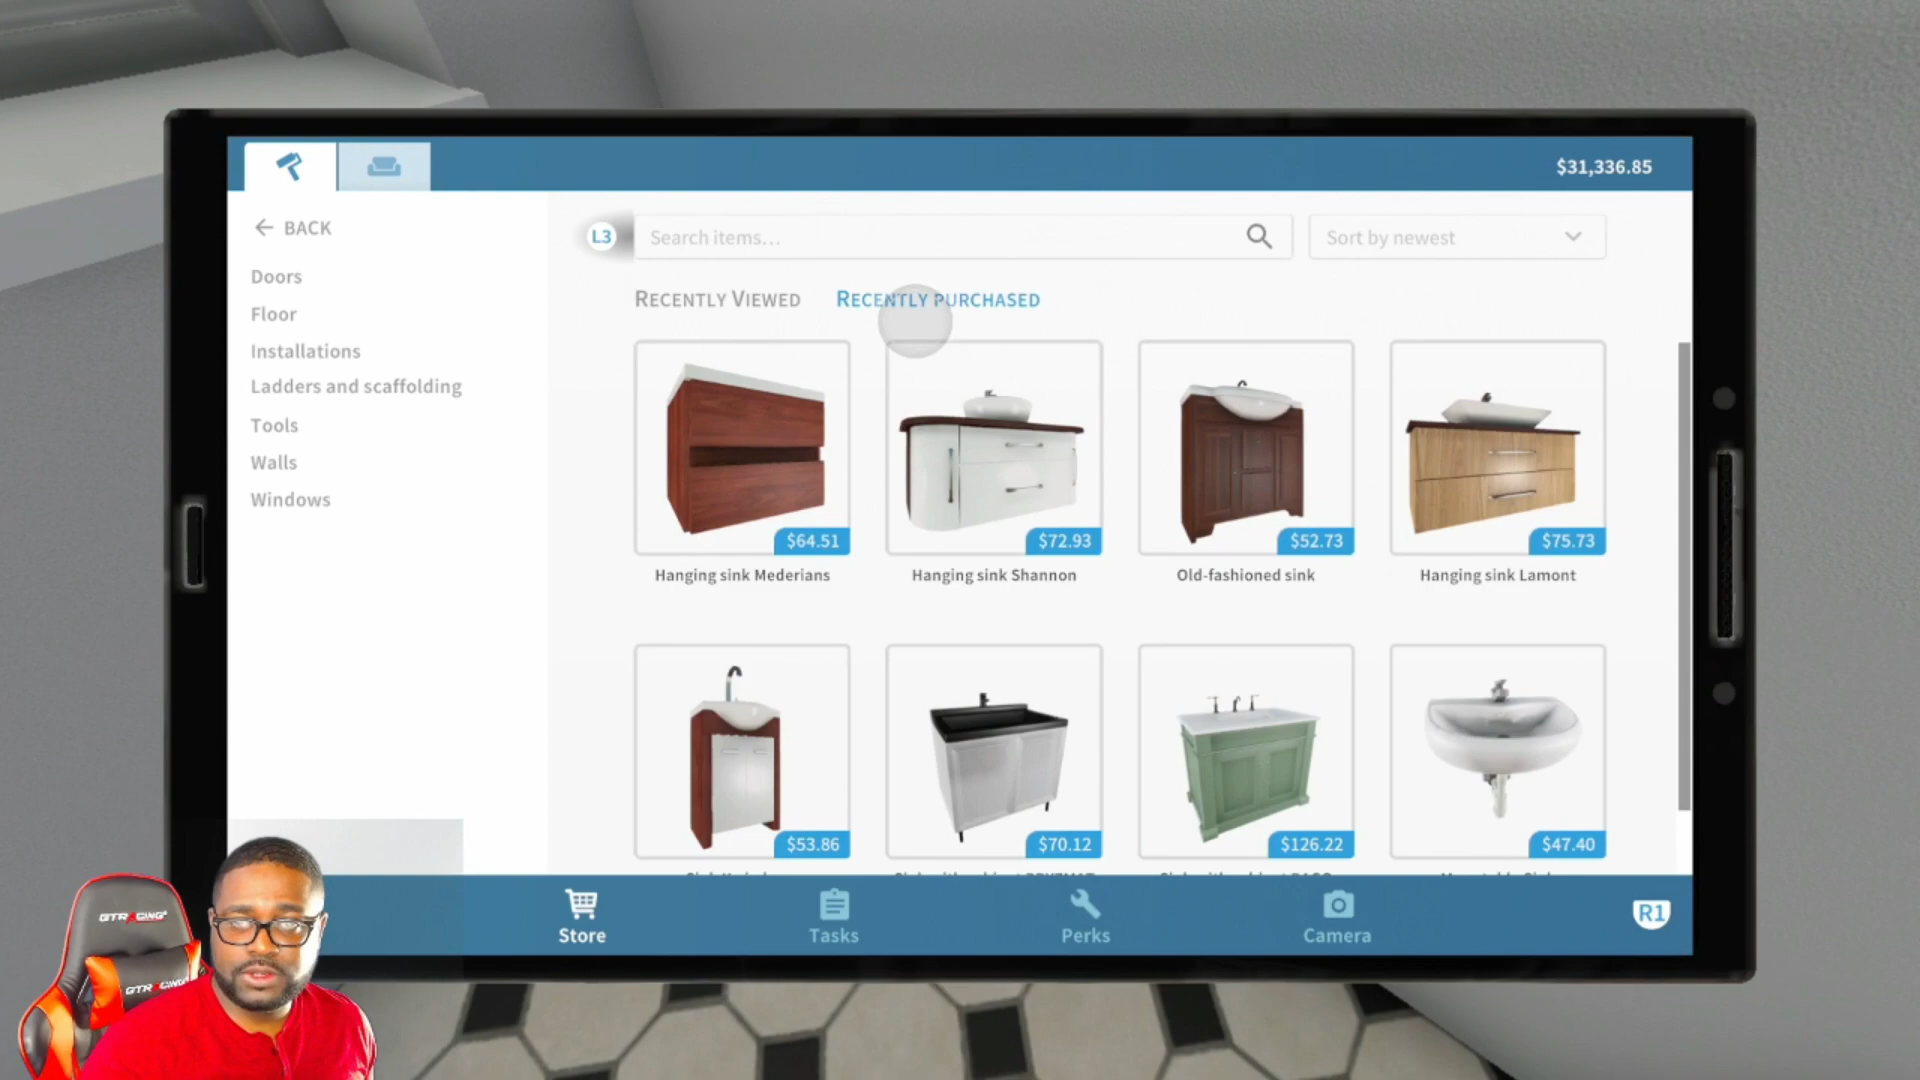 $31,336.85
BACK
Doors
Floor
Installations
Ladders and scaffolding
Tools
Walls
Windows
L3
Search items...
Sort by newest
RECENTLY VIEWED
RECENTLY PURCHASED
$64.51
$72.93
$52.73
$75.73
Hanging sink Mederians
Hanging sink Shannon
Old-fashioned sink
Hanging sink Lamont
$53.86
$70.12
$126.22
$47.40
Store
Tasks
Perks
Camera
R1
GTRACING
GTRACING